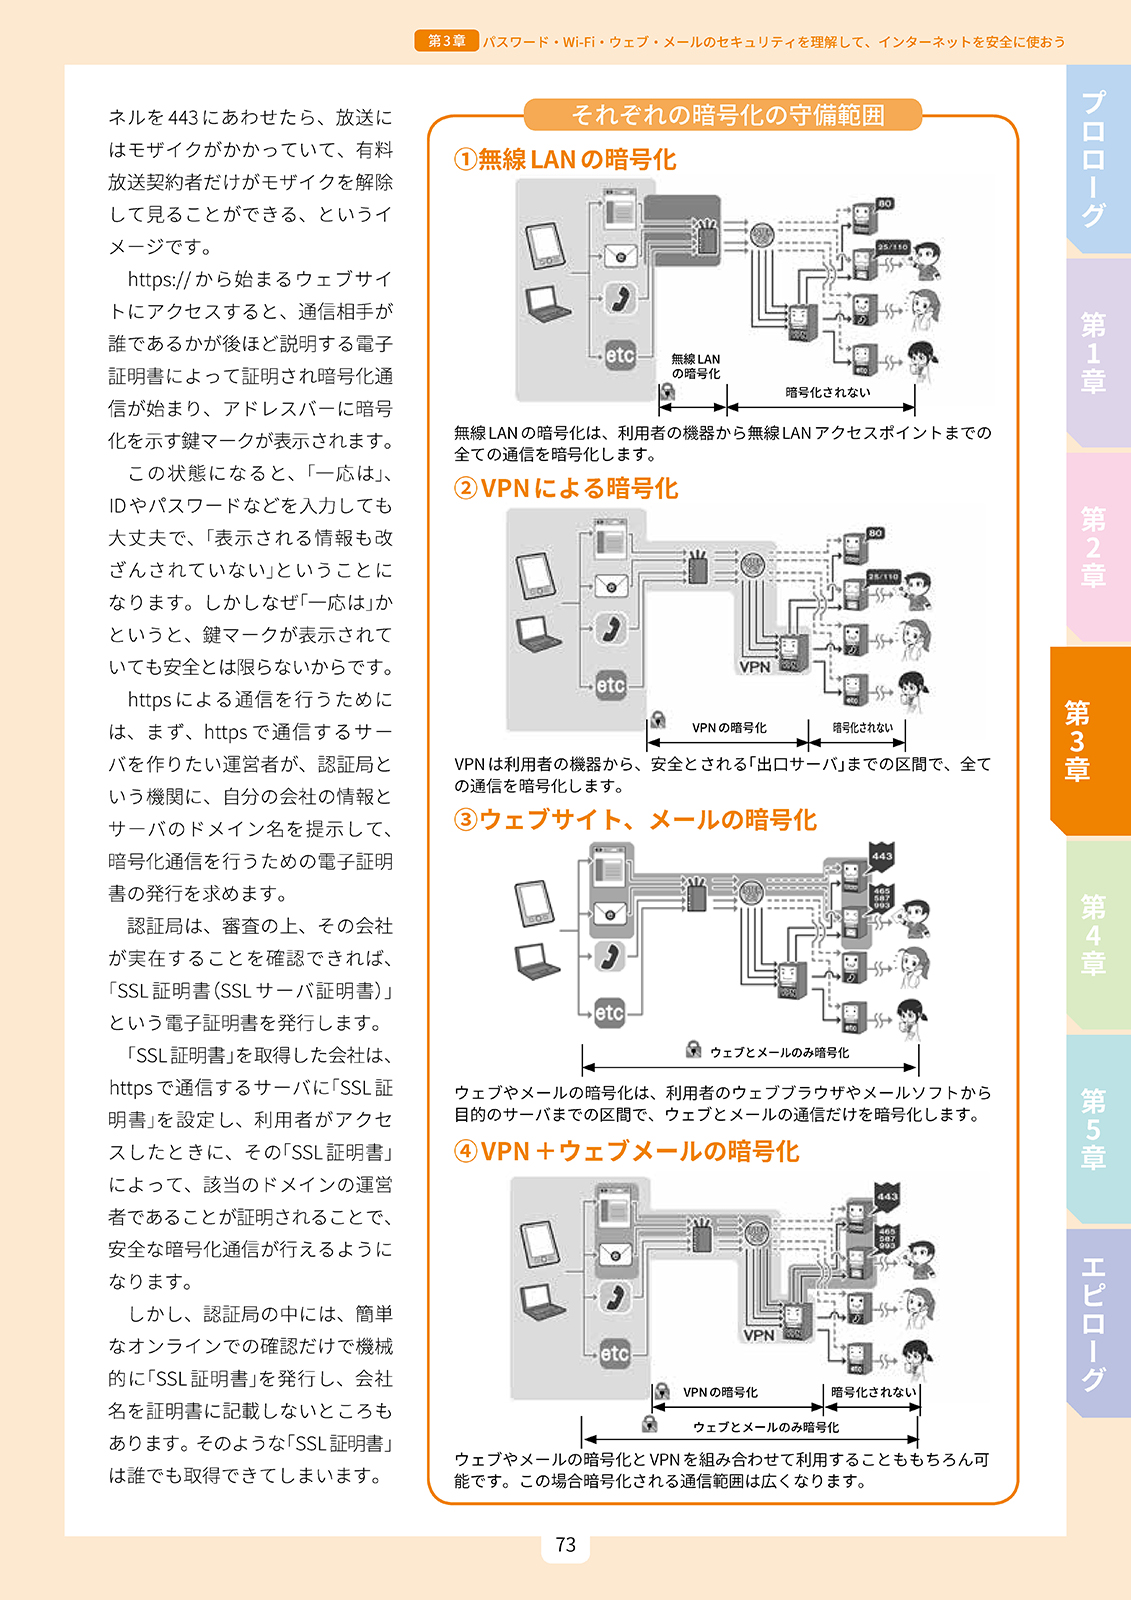 第3章 パスワード・Wi-Fi・ウェブ・メールのセキュリティを理解して、インターネットを安全に使おう
ネルを443にあわせたら、放送に
はモザイクがかかっていて、有料
放送契約者だけがモザイクを解除
して見ることができる、というイ
メージです。
https://から始まるウェブサイ
トにアクセスすると、通信相手が
誰であるかが後ほど説明する電子
証明書によって証明され暗号化通
信が始まり、アドレスバーに暗号
化を示す鍵マークが表示されます。
この状態になると、「一応は」、
IDやパスワードなどを入力しても
大丈夫で、「表示される情報も改
ざんされていない」ということに
なります。しかしなぜ「一応は」か
というと、鍵マークが表示されて
いても安全とは限らないからです。
httpsによる通信を行うために
は、まず、httpsで通信するサー
バを作りたい運営者が、認証局と
いう機関に、自分の会社の情報と
サーバのドメイン名を提示して、
暗号化通信を行うための電子証明
書の発行を求めます。
認証局は、審査の上、その会社
が実在することを確認できれば、
「SSL証明書(SSLサーバ証明書)」
という電子証明書を発行します。
「SSL証明書」を取得した会社は、
httpsで通信するサーバに「SSL証
明書」を設定し、利用者がアクセ
スしたときに、その「SSL証明書」
によって、該当のドメインの運営
者であることが証明されることで、
安全な暗号化通信が行えるように
なります。
しかし、認証局の中には、簡単
なオンラインでの確認だけで機械
的に「SSL証明書」を発行し、会社
名を証明書に記載しないところも
あります。そのような「SSL証明書」
は誰でも取得できてしまいます。
それぞれの暗号化の守備範囲
①無線LANの暗号化
80
25/110
etc
etc
無線LAN
の暗号化
暗号化されない
無線LANの暗号化は、利用者の機器から無線LANアクセスポイントまでの
全ての通信を暗号化します。
②VPNによる暗号化
80
25/110
VPN
etc
etc
VPNの暗号化
暗号化されない
VPNは利用者の機器から、安全とされる「出口サーバ」までの区間で、全て
の通信を暗号化します。
③ウェブサイト、メールの暗号化
443
465
587
993
etc
etc
ウェブとメールのみ暗号化
ウェブやメールの暗号化は、利用者のウェブブラウザやメールソフトから
目的のサーバまでの区間で、ウェブとメールの通信だけを暗号化します。
④VPN+ウェブメールの暗号化
443
465
587
993
VPN
etc
etc
VPNの暗号化
暗号化されない
ウェブとメールのみ暗号化
ウェブやメールの暗号化とVPNを組み合わせて利用することももちろん可
能です。この場合暗号化される通信範囲は広くなります。
プロローグ
第1章
第2章
第3章
第4章
第5章
エピローグ
73